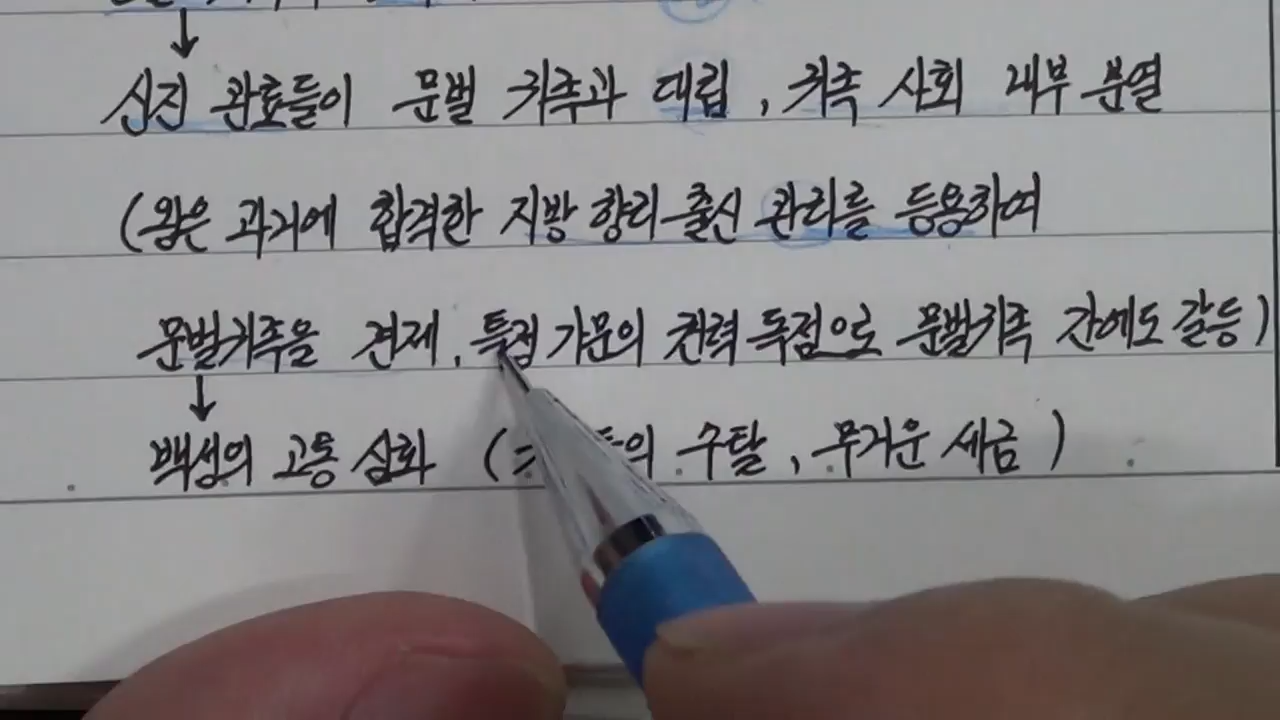 ↓
신진 관료들이 문벌 귀족과 대립, 귀족 사회 내부 분열
(왕은 과거에 합격한 지방 향리 출신 관리를 등용하여
문벌귀족을 견제, 특정 가문의 권력 독점으로 문벌귀족 간에도 갈등)
↓
백성의 고통 심화 (의 수탈, 무거운 세금)